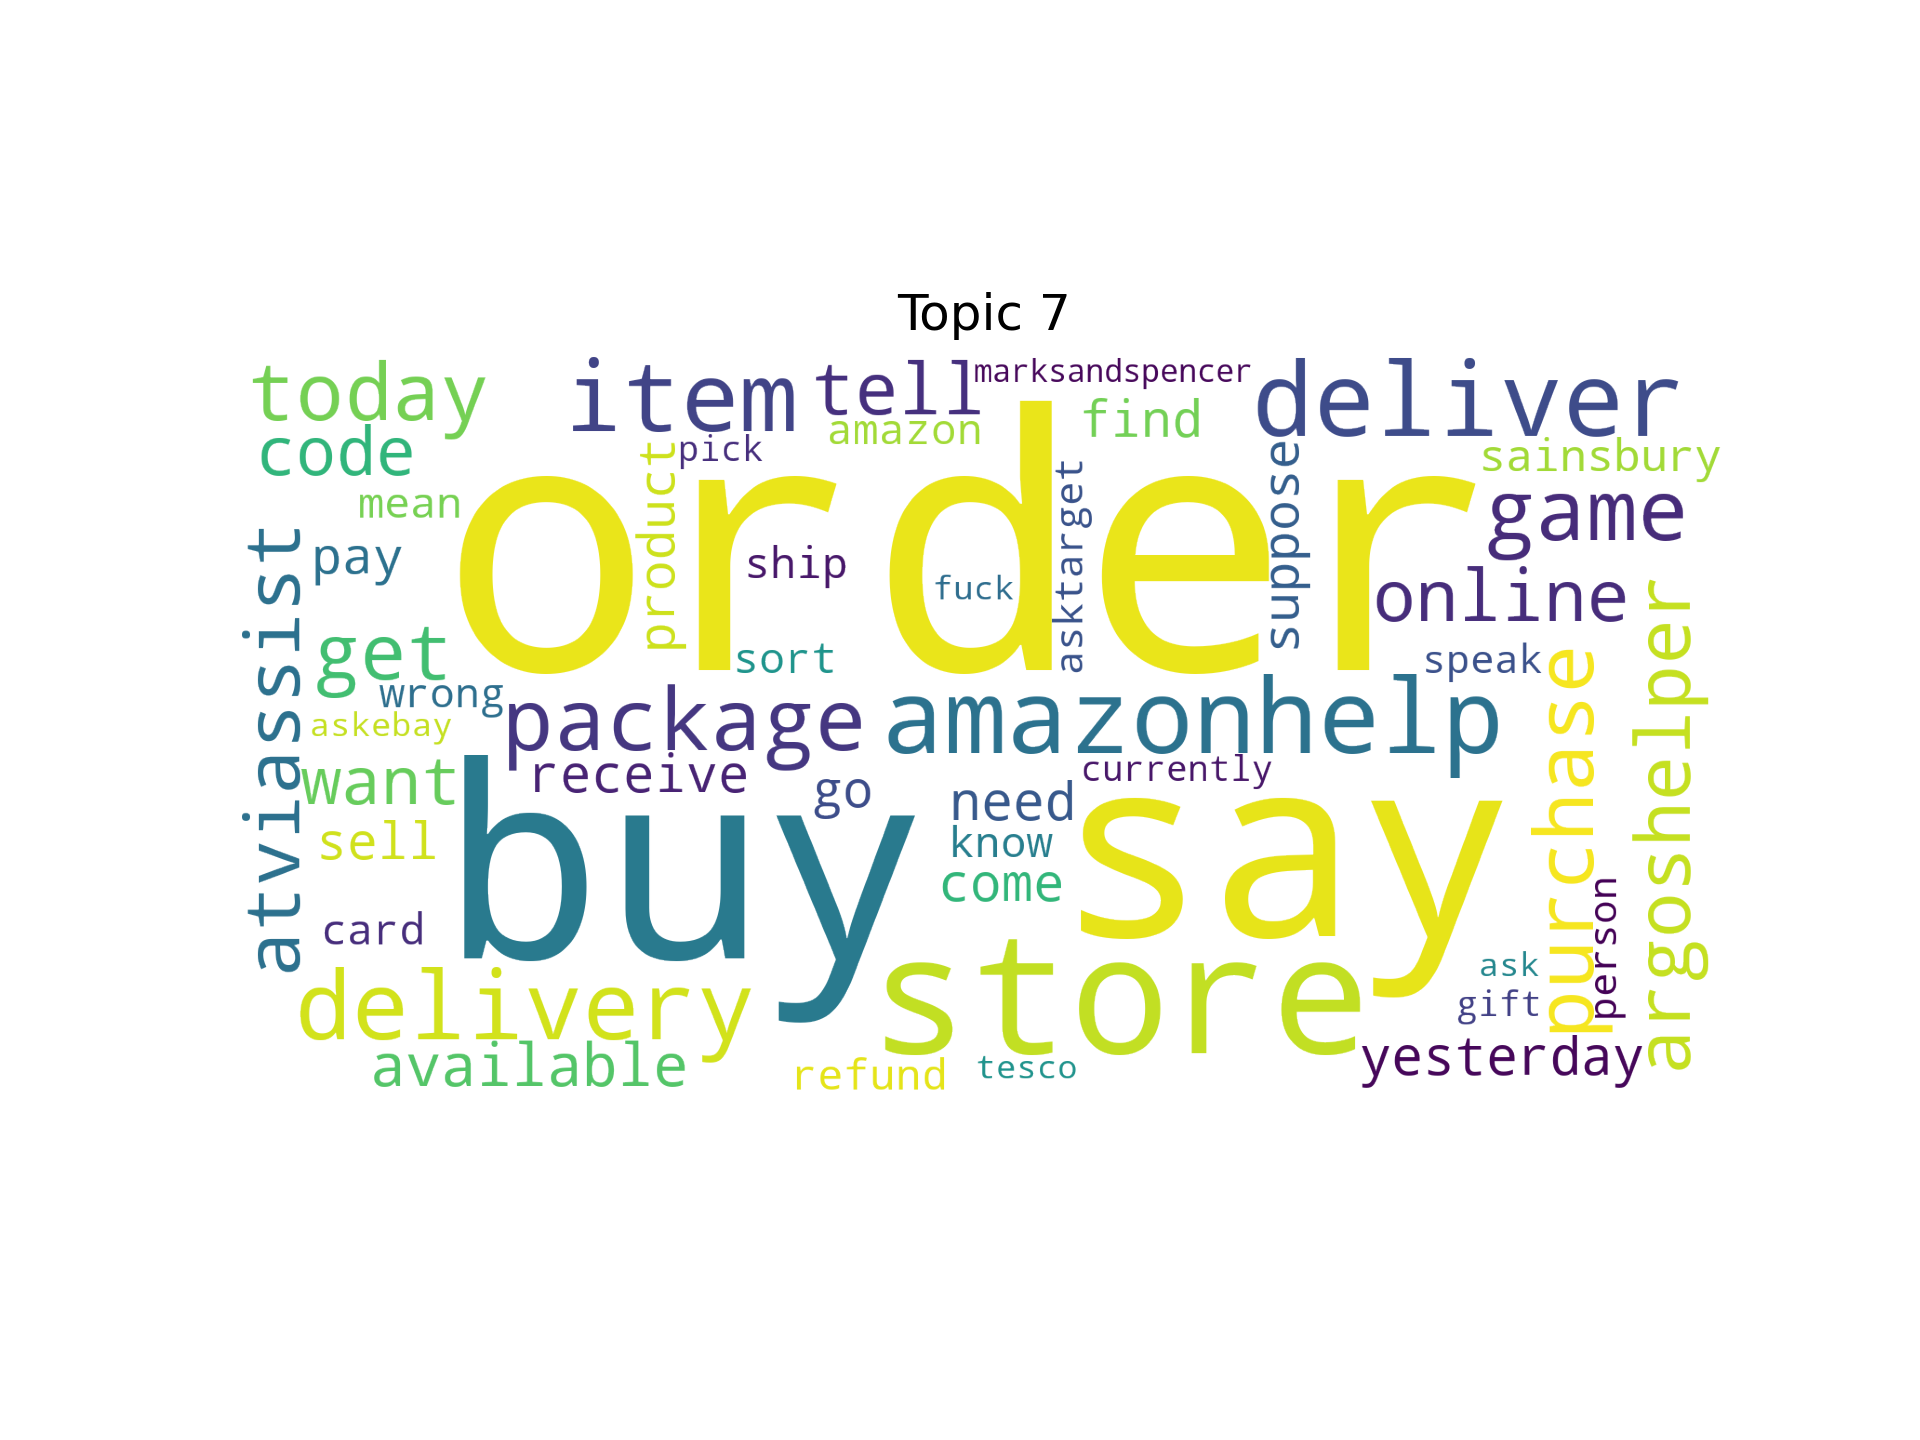 Topic 7
today
item
tell
marksandspencer
deliver
code
pick
amazon
find
sainsbury
mean
product
order
asktarget
suppose
game
atviassist
pay
ship
fuck
online
get
sort
speak
argoshelper
wrong
package
amazonhelp
purchase
askebay
want
receive
go
currently
need
buy
say
sell
know
come
card
person
delivery
store
ask
gift
available
refund
tesco
yesterday